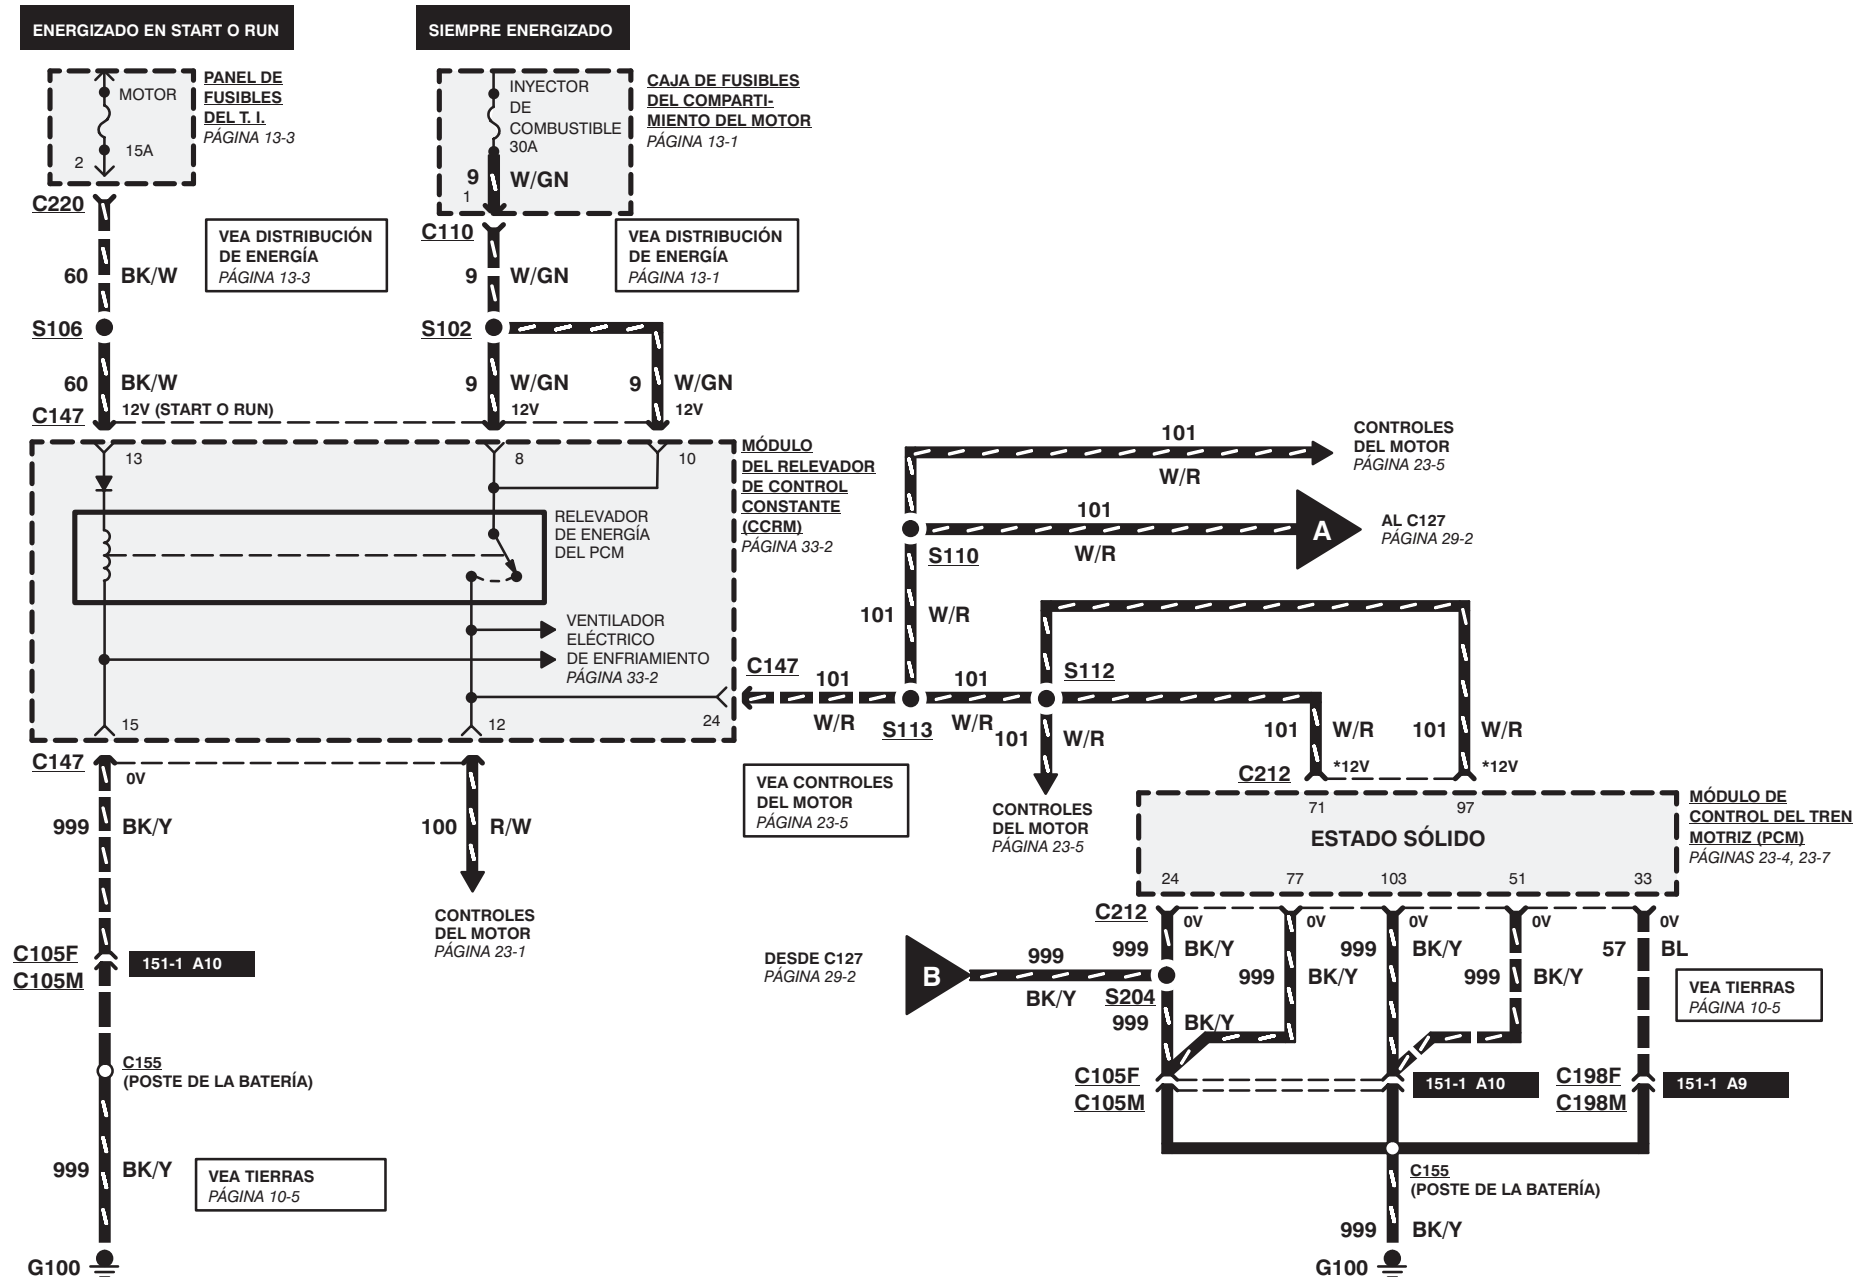 ENERGIZADO EN START O RUN
SIEMPRE ENERGIZADO
MOTOR
15A
2
PANEL DE
FUSIBLES
DEL T. I.
PÁGINA 13-3
INYECTOR
DE
COMBUSTIBLE
30A
9
W/GN
1
CAJA DE FUSIBLES
DEL COMPARTI-
MIENTO DEL MOTOR
PÁGINA 13-1
C220
60
BK/W
VEA DISTRIBUCIÓN
DE ENERGÍA
PÁGINA 13-3
C110
9
W/GN
VEA DISTRIBUCIÓN
DE ENERGÍA
PÁGINA 13-1
S106
S102
60
BK/W
9
W/GN
9
W/GN
C147
12V (START O RUN)
12V
12V
13
8
10
MÓDULO
DEL RELEVADOR
DE CONTROL
CONSTANTE
(CCRM)
PÁGINA 33-2
RELEVADOR
DE ENERGÍA
DEL PCM
VENTILADOR
ELÉCTRICO
DE ENFRIAMIENTO
PÁGINA 33-2
15
12
24
101
W/R
CONTROLES
DEL MOTOR
PÁGINA 23-5
101
W/R
A
AL C127
PÁGINA 29-2
S110
101
W/R
C147
101
W/R
S113
101
W/R
S112
101
W/R
101
W/R
101
W/R
C147
0V
999
BK/Y
100
R/W
CONTROLES
DEL MOTOR
PÁGINA 23-1
VEA CONTROLES
DEL MOTOR
PÁGINA 23-5
CONTROLES
DEL MOTOR
PÁGINA 23-5
C212
*12V
*12V
71
97
ESTADO SÓLIDO
24
77
103
51
33
MÓDULO DE
CONTROL DEL TREN
MOTRIZ (PCM)
PÁGINAS 23-4, 23-7
C212
0V
0V
0V
0V
0V
999
BK/Y
999
BK/Y
57
BL
999
BK/Y
999
BK/Y
DESDE C127
PÁGINA 29-2
B
999
BK/Y
S204
999
BK/Y
VEA TIERRAS
PÁGINA 10-5
C105F
C105M
151-1 A10
C155
(POSTE DE LA BATERÍA)
999
BK/Y
VEA TIERRAS
PÁGINA 10-5
G100
C105F
C105M
151-1 A10
C198F
C198M
151-1 A9
C155
(POSTE DE LA BATERÍA)
999
BK/Y
G100